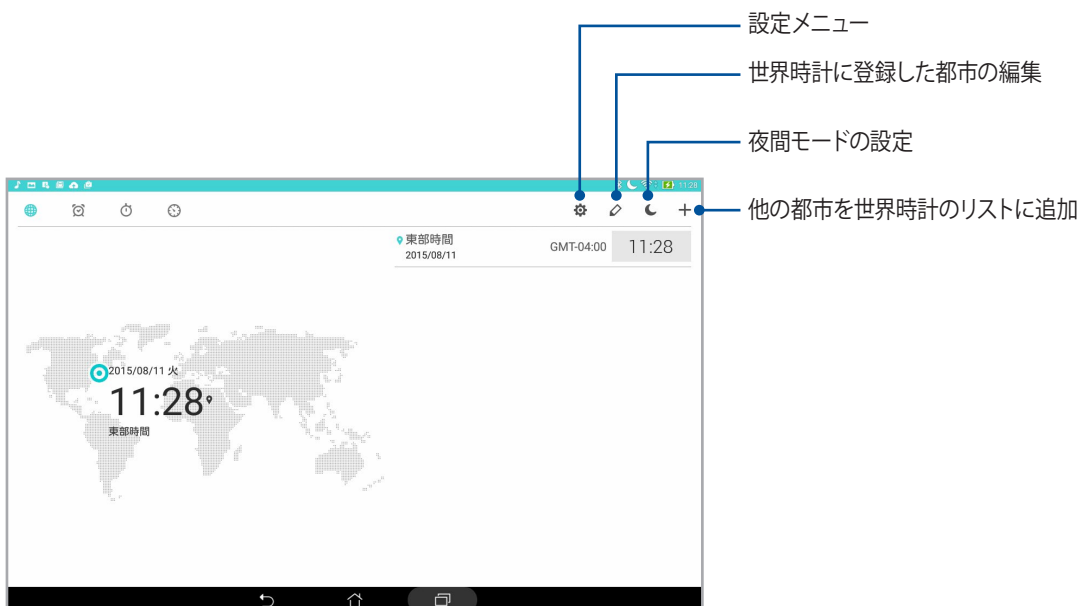 設定メニュー
世界時計に登録した都市の編集
夜間モードの設定
他の都市を世界時計のリストに追加
11:28
東部時間
2015/08/11
GMT-04:00
11:28
2015/08/11 火
11:28
東部時間